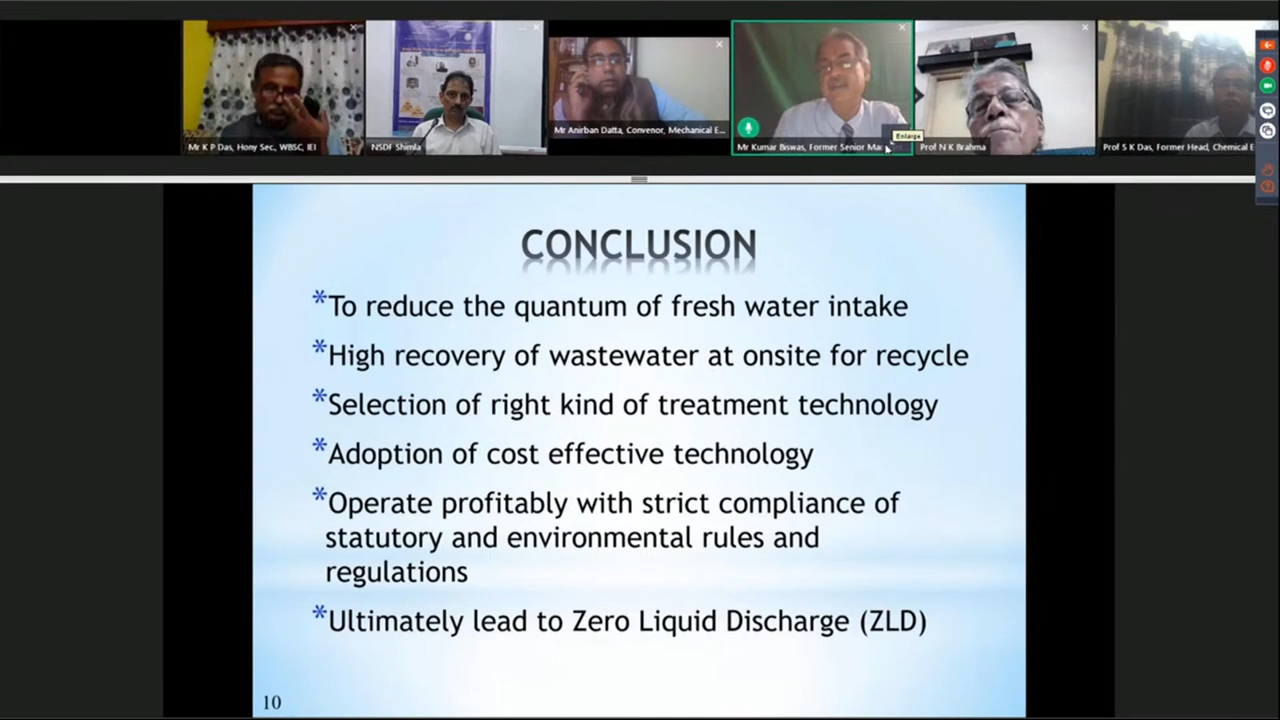 Mr K P Das, Hony Sec, WBSC, IEI
NSDF Shimla
Mr Anirban Datta, Convenor, Mechanical E...
Mr Kumar Biswas, Former Senior
Enlarge
Prof N K Brahma
Prof S K Das, Former Head, Chemical E
CONCLUSION
*To reduce the quantum of fresh water intake
*High recovery of wastewater at onsite for recycle
*Selection of right kind of treatment technology
*Adoption of cost effective technology
*Operate profitably with strict compliance of
statutory and environmental rules and
regulations
*Ultimately lead to Zero Liquid Discharge (ZLD)
10